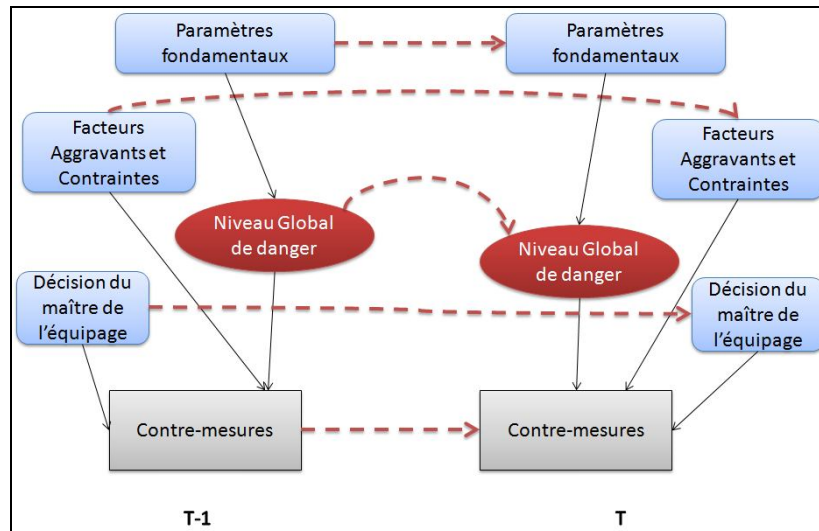 Paramètres
fondamentaux
Paramètres
fondamentaux
Facteurs
Aggravants et
Contraintes
Facteurs
Aggravants et
Contraintes
Niveau Global
de danger
Niveau Global
de danger
Décision du
maître de
l'équipage
Décision du
maître de
l'équipage
Contre-mesures
Contre-mesures
T-1
T